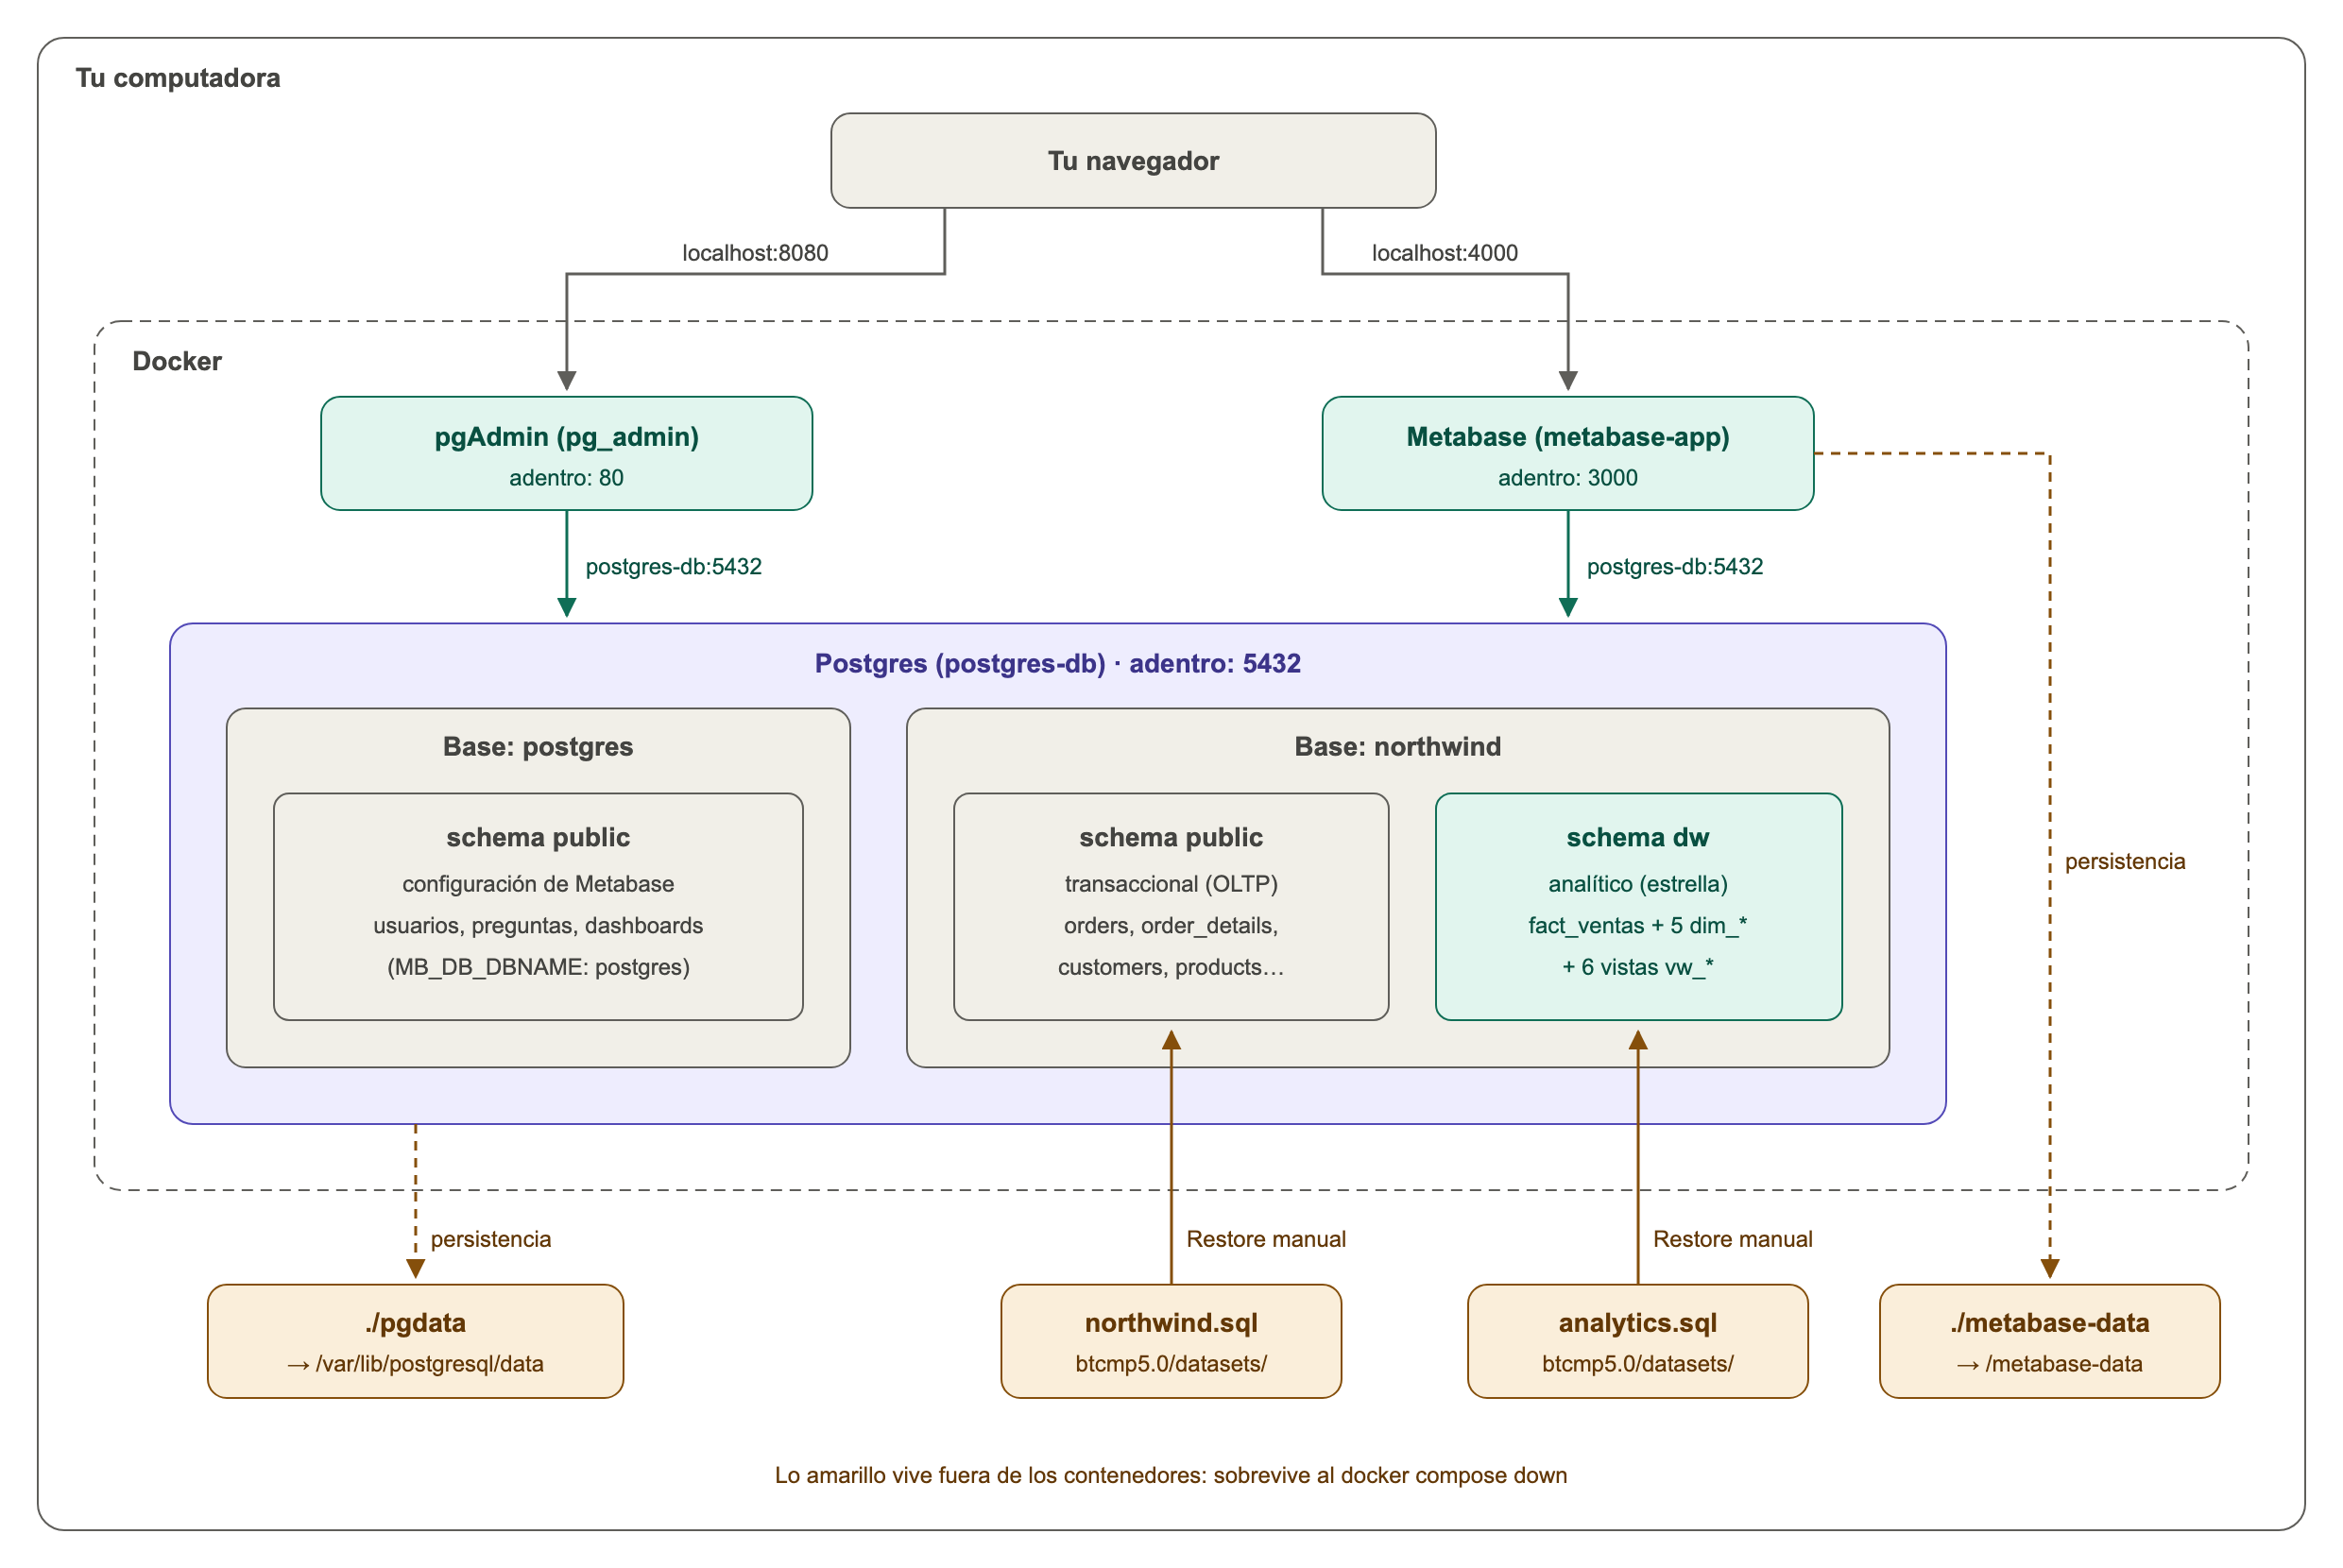 Tu computadora
Tu navegador
localhost:8080
localhost:4000
Docker
pgAdmin (pg_admin)
adentro: 80
Metabase (metabase-app)
adentro: 3000
postgres-db:5432
postgres-db:5432
Postgres (postgres-db) · adentro: 5432
Base: postgres
schema public
configuración de Metabase
usuarios, preguntas, dashboards
(MB_DB_DBNAME: postgres)
Base: northwind
schema public
transaccional (OLTP)
orders, order_details,
customers, products…
schema dw
analítico (estrella)
fact_ventas + 5 dim_*
+ 6 vistas vw_*
persistencia
persistencia
Restore manual
Restore manual
./pgdata
→ /var/lib/postgresql/data
northwind.sql
btcmp5.0/datasets/
analytics.sql
btcmp5.0/datasets/
./metabase-data
→ /metabase-data
Lo amarillo vive fuera de los contenedores: sobrevive al docker compose down